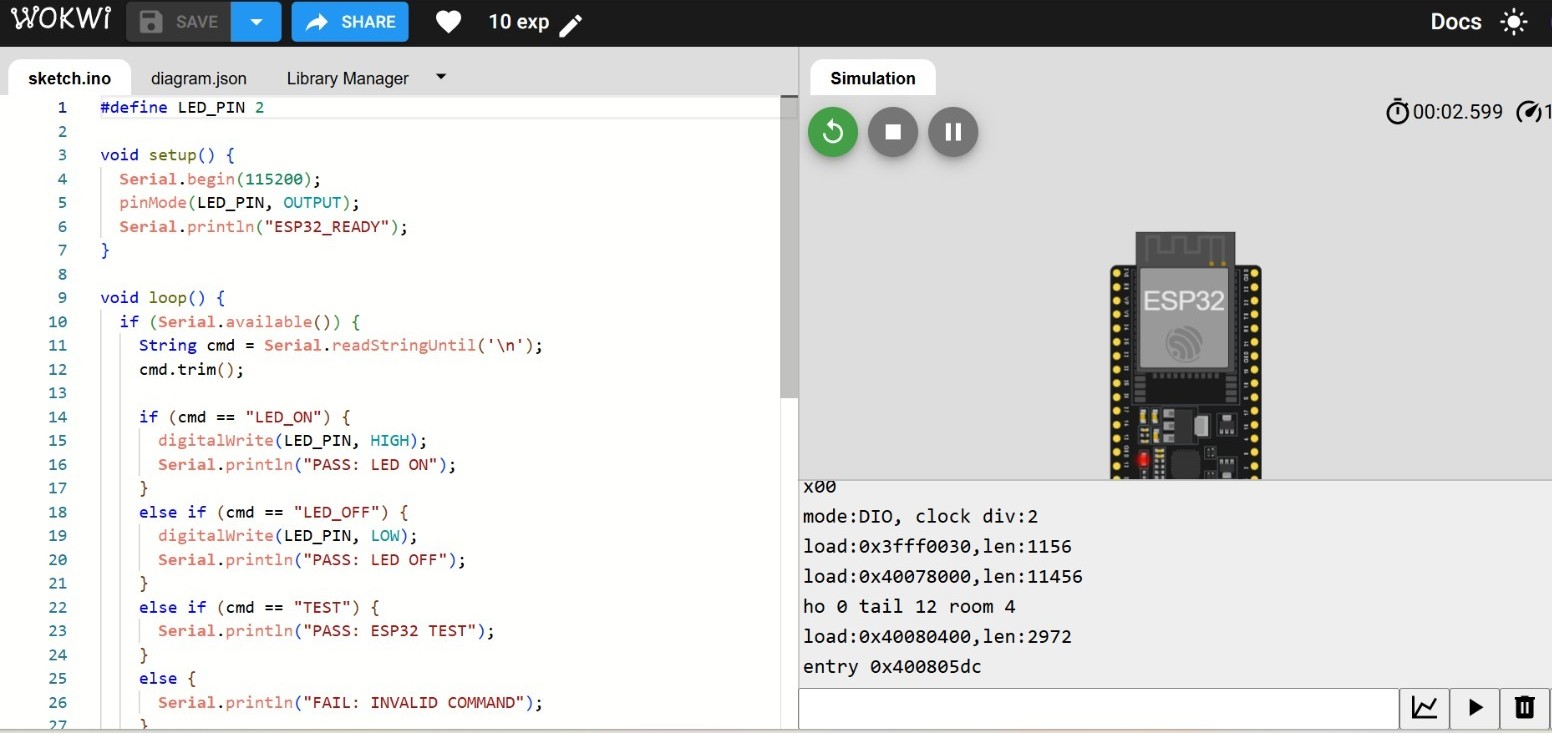 WOKWI SAVE SHARE 10 exp Docs
sketch.ino diagram.json Library Manager
1 #define LED_PIN 2
2
3 void setup() {
4   Serial.begin(115200);
5   pinMode(LED_PIN, OUTPUT);
6   Serial.println("ESP32_READY");
7 }
8
9 void loop() {
10   if (Serial.available()) {
11     String cmd = Serial.readStringUntil('\n');
12     cmd.trim();
13
14     if (cmd == "LED_ON") {
15       digitalWrite(LED_PIN, HIGH);
16       Serial.println("PASS: LED ON");
17     }
18     else if (cmd == "LED_OFF") {
19       digitalWrite(LED_PIN, LOW);
20       Serial.println("PASS: LED OFF");
21     }
22     else if (cmd == "TEST") {
23       Serial.println("PASS: ESP32 TEST");
24     }
25     else {
26       Serial.println("FAIL: INVALID COMMAND");
27     }
Simulation
00:02.599 1
ESP32
x00
mode:DIO, clock div:2
load:0x3fff0030,len:1156
load:0x40078000,len:11456
ho 0 tail 12 room 4
load:0x40080400,len:2972
entry 0x400805dc